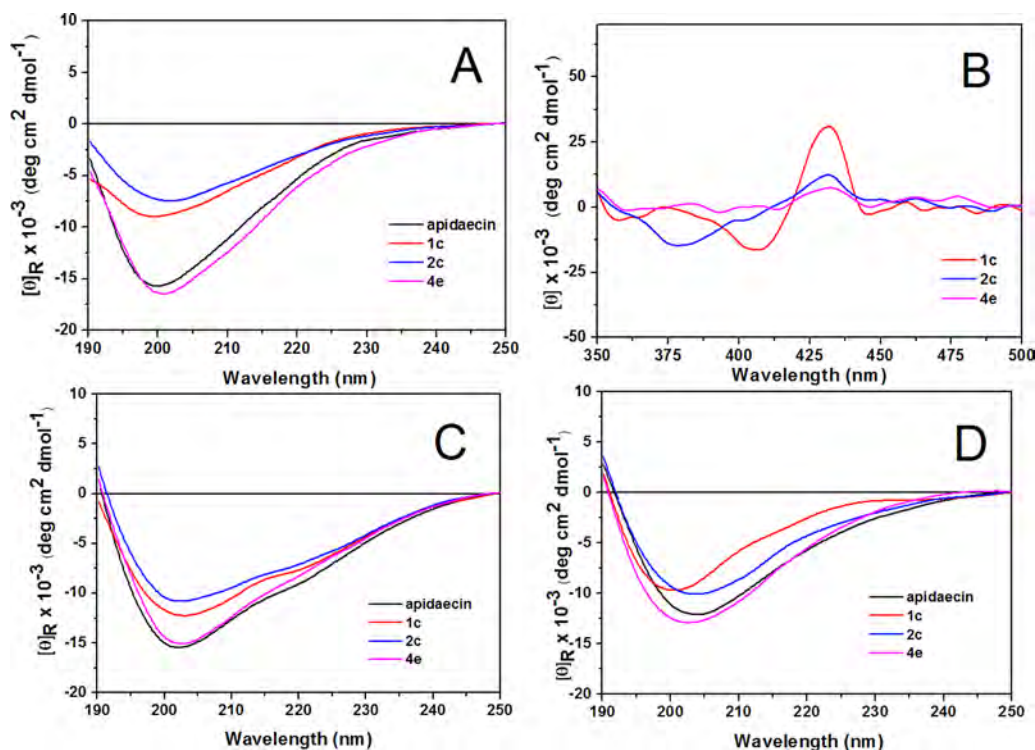 A
[θ]R x 10-3 (deg cm2 dmol-1)
10
5
0
-5
-10
-15
-20
apidaecin
1c
2c
4e
190 200 210 220 230 240 250
Wavelength (nm)
B
[θ] x 10-3 (deg cm2 dmol-1)
50
25
0
-25
-50
1c
2c
4e
350 375 400 425 450 475 500
Wavelength (nm)
C
[θ]R x 10-3 (deg cm2 dmol-1)
10
5
0
-5
-10
-15
-20
apidaecin
1c
2c
4e
190 200 210 220 230 240 250
Wavelength (nm)
D
[θ]R, x 10-3 (deg cm2 dmol-1)
10
5
0
-5
-10
-15
-20
apidaecin
1c
2c
4e
190 200 210 220 230 240 250
Wavelength (nm)